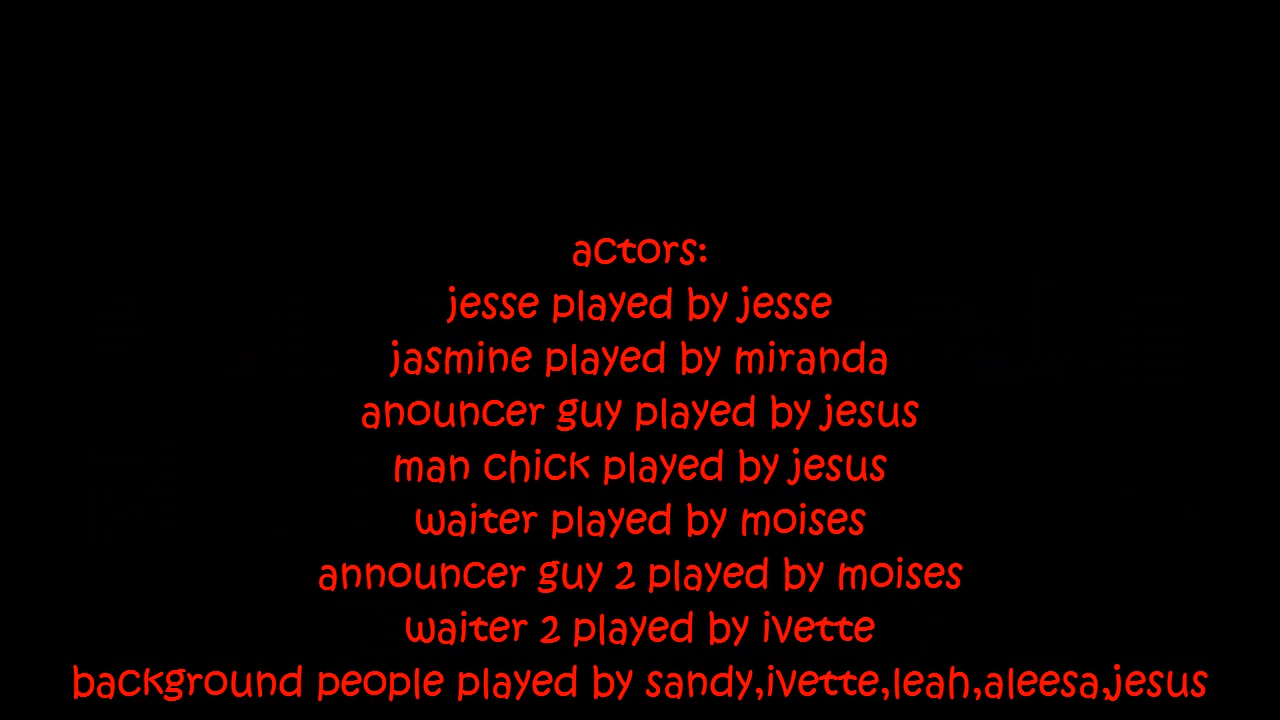 actors:
jesse played by jesse
jasmine played by miranda
anouncer guy played by jesus
man chick played by jesus
waiter played by moises
announcer guy 2 played by moises
waiter 2 played by ivette
background people played by sandy,ivette,leah,aleesa,jesus